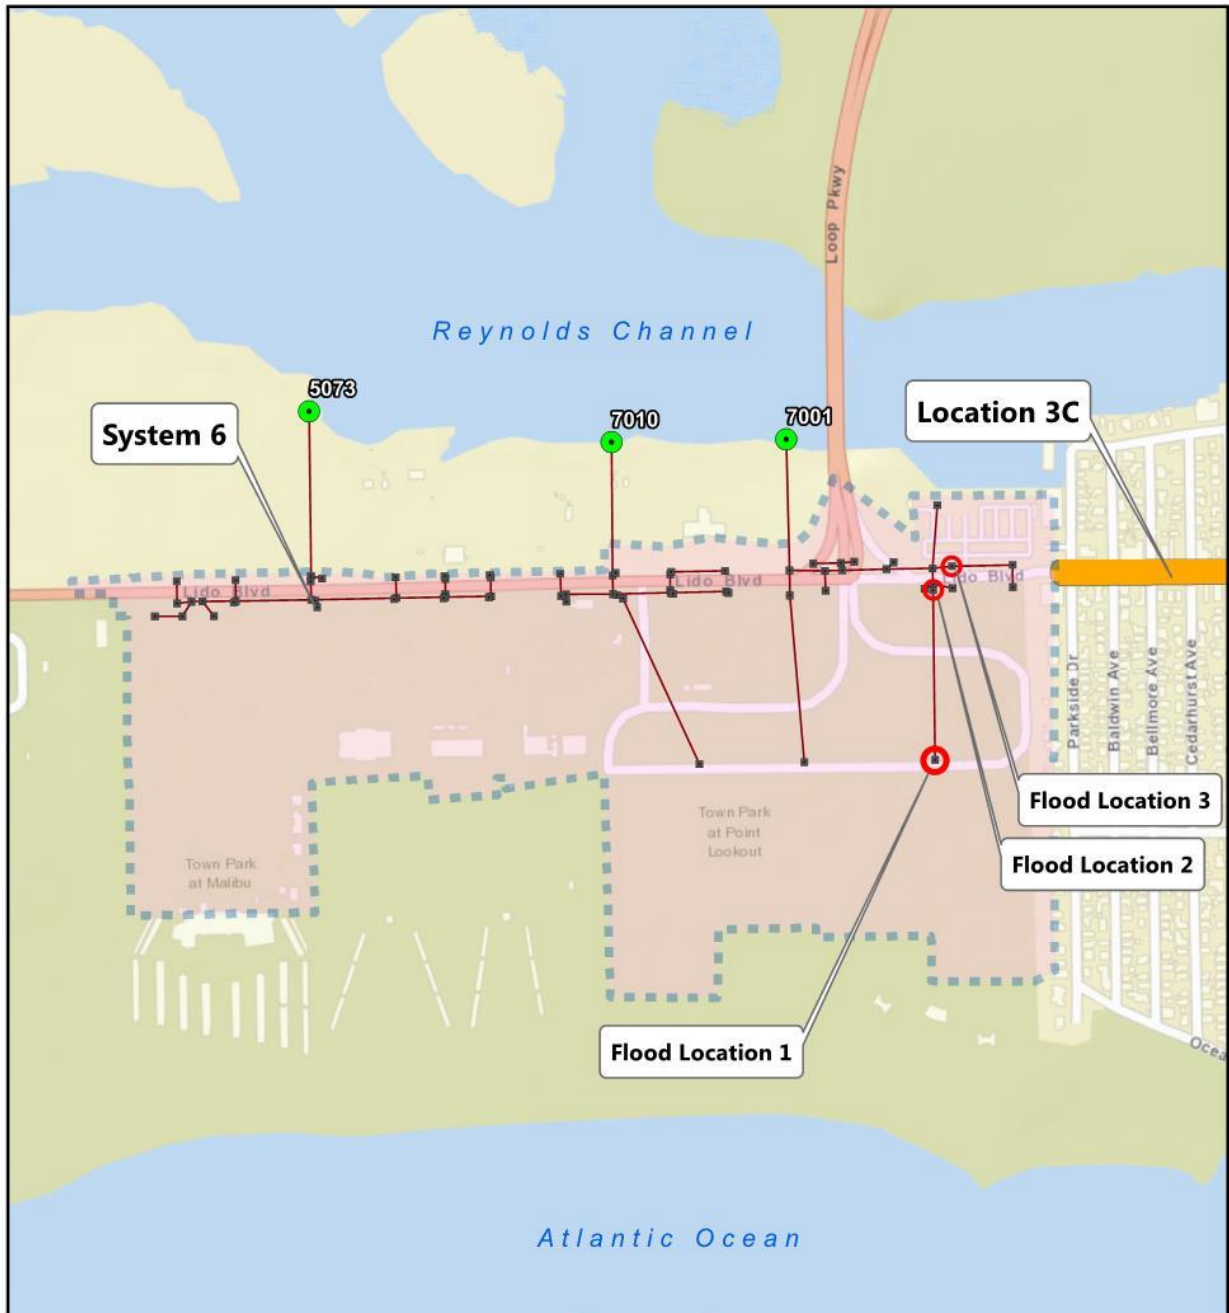 Loop Pkwy
Reynolds Channel
5073
7010
7001
System 6
Location 3C
Lido Blvd
Lido Blvd
ido Blvd
Parkside Dr
Baldwin Ave
Bellmore Ave
Cedarhurst Ave
Flood Location 3
Town Park
at Point
Lookout
Flood Location 2
Town Park
at Malibu
Flood Location 1
Ocea
Atlantic Ocean